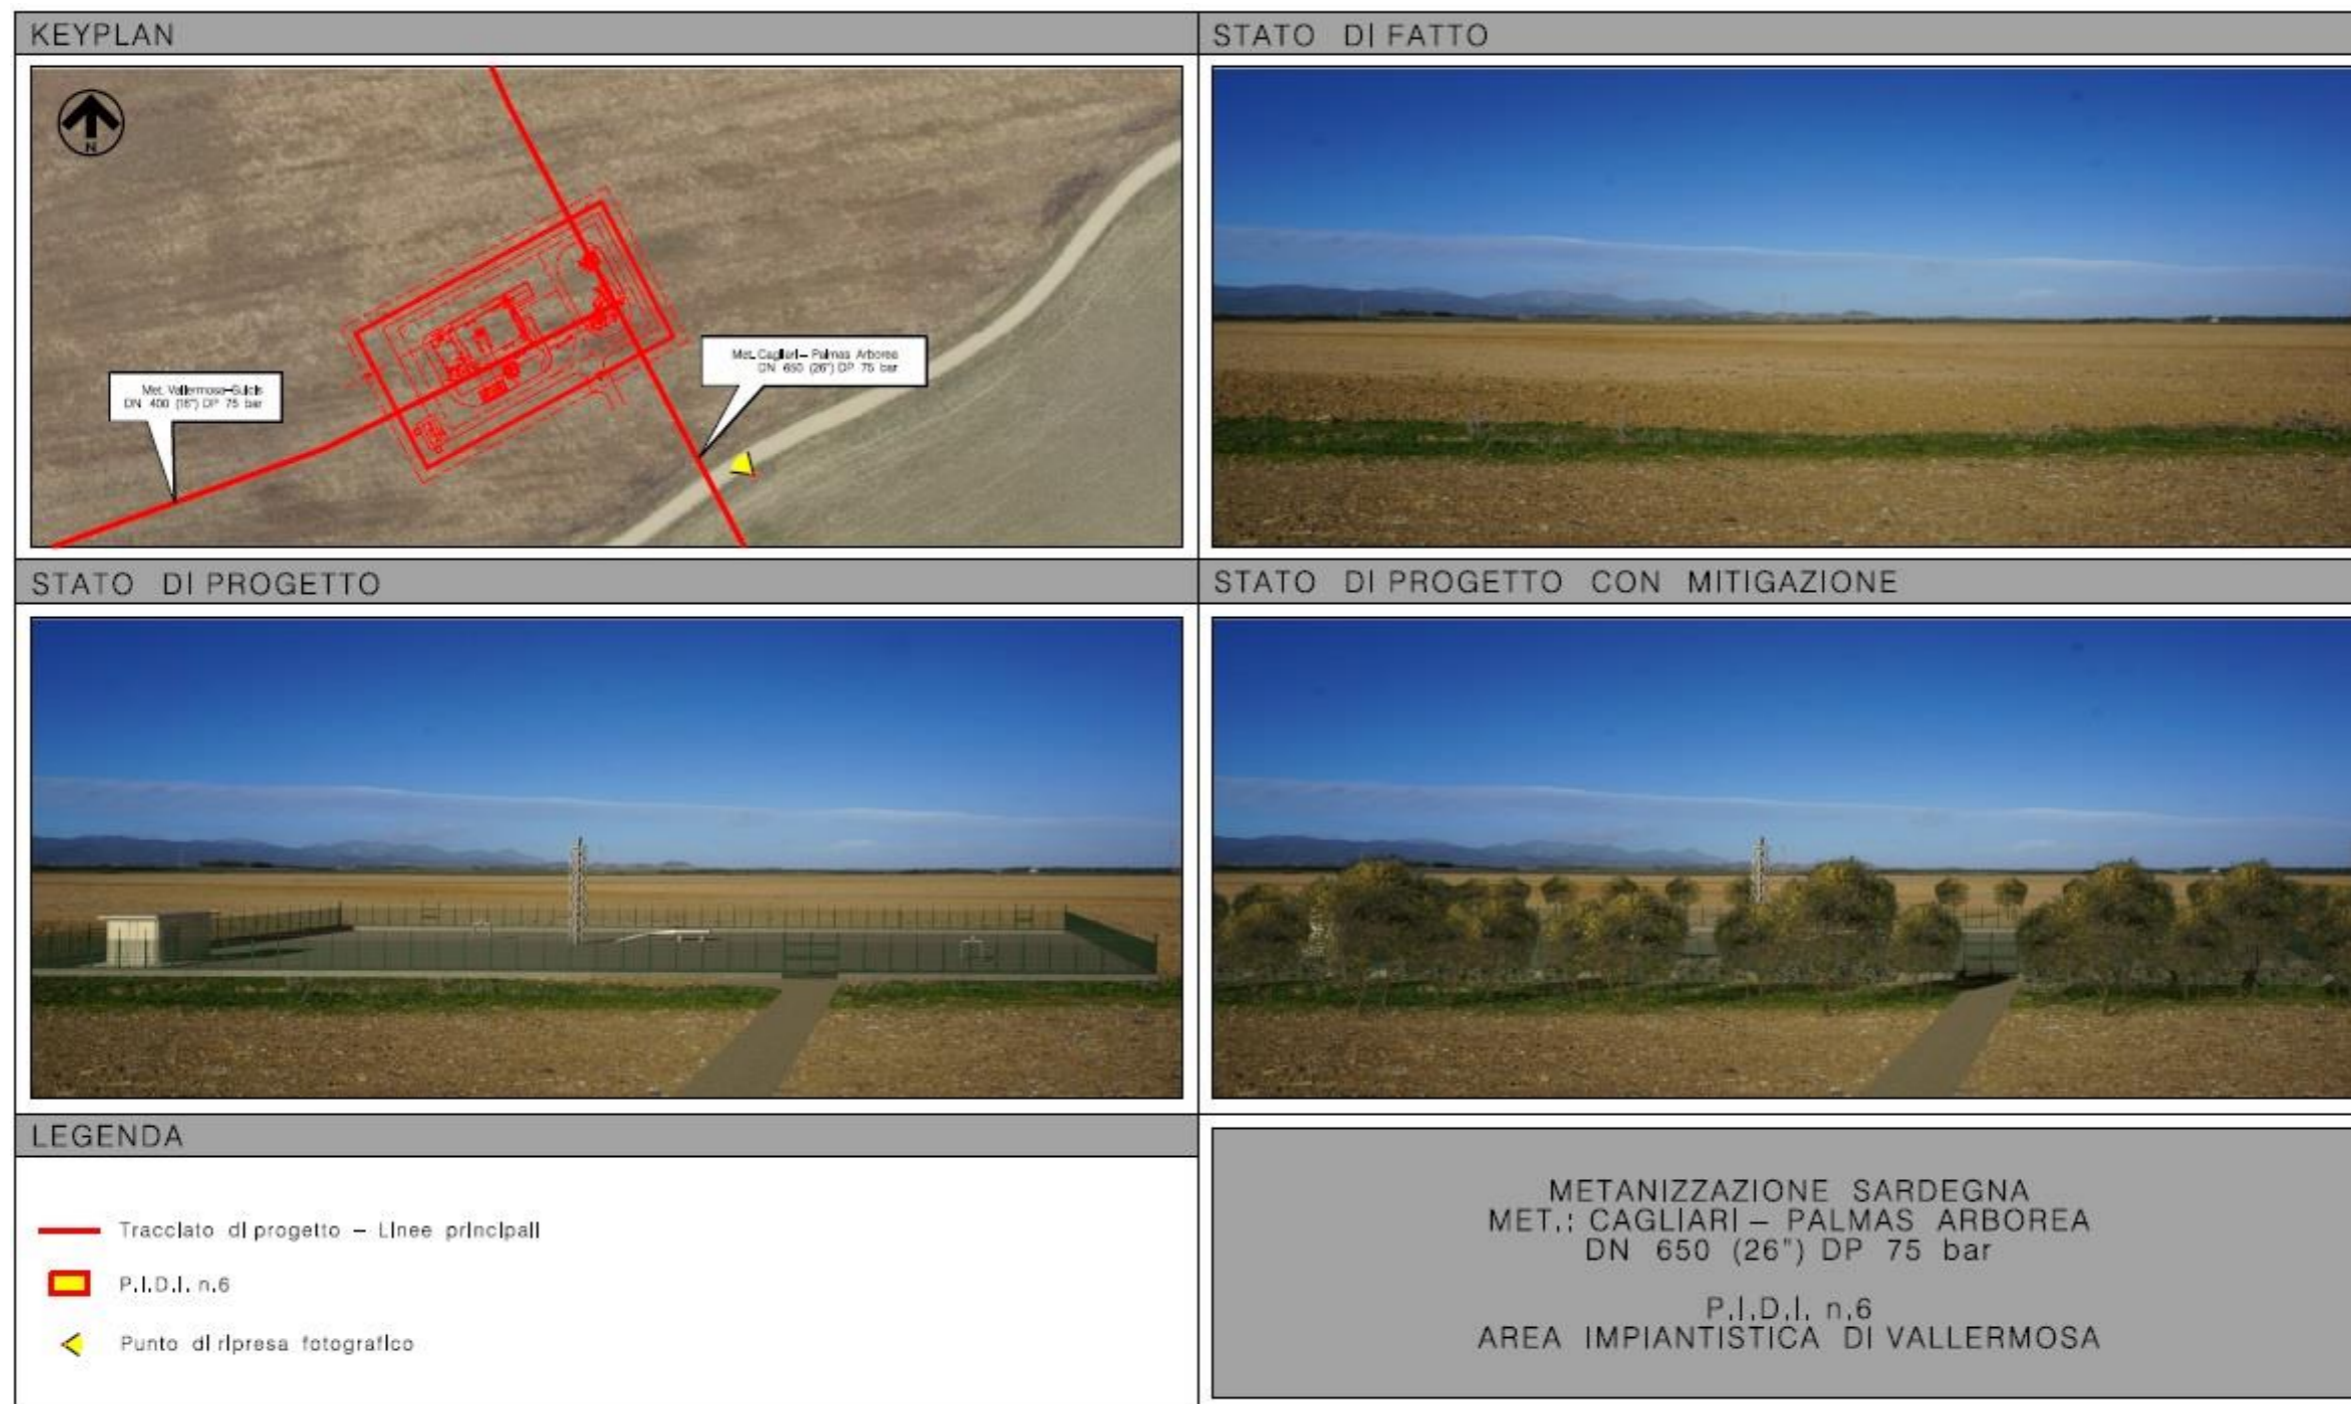 KEYPLAN
STATO DI FATTO
N
Met. Vallermosa-Sulcis
DN 400 (16") DP 75 bar
Met. Cagliari – Palmas Arborea
DN 650 (26") DP 75 bar
STATO DI PROGETTO
STATO DI PROGETTO CON MITIGAZIONE
LEGENDA
Tracciato di progetto – Linee principali
P.I.D.I. n.6
Punto di ripresa fotografico
METANIZZAZIONE SARDEGNA
MET.: CAGLIARI – PALMAS ARBOREA
DN 650 (26") DP 75 bar
P.I.D.I. n.6
AREA IMPIANTISTICA DI VALLERMOSA